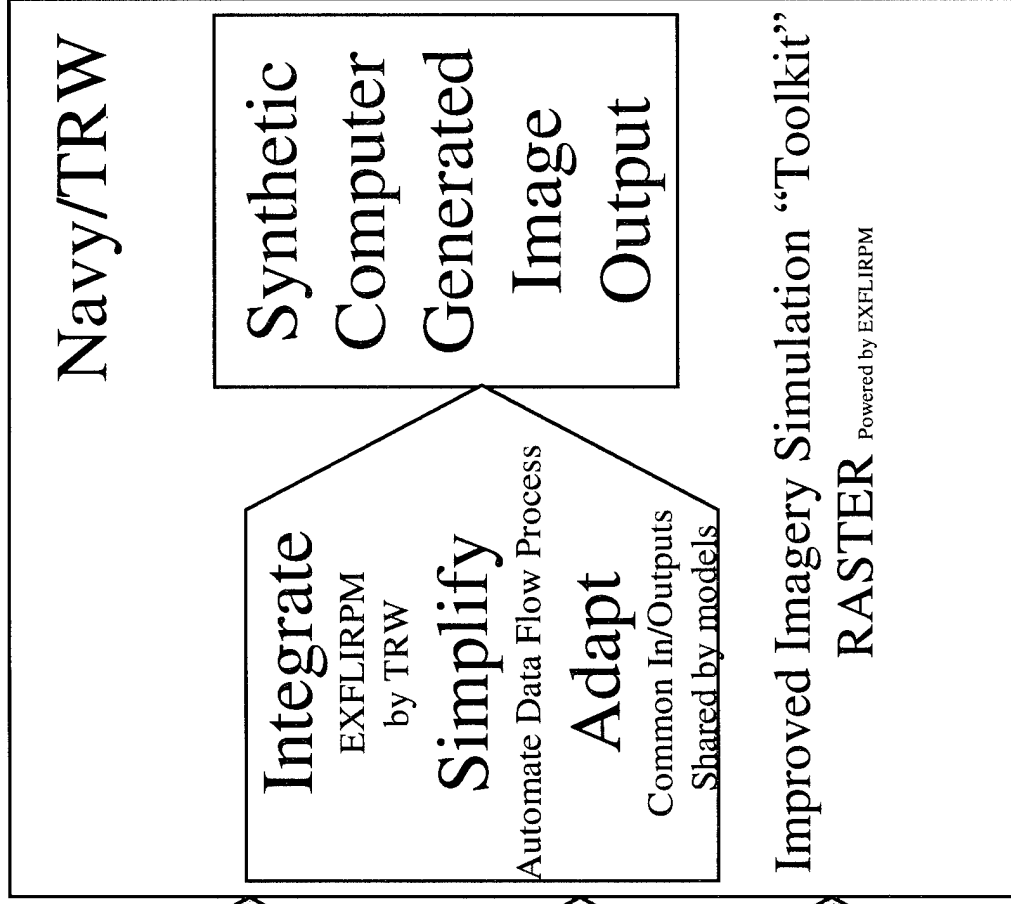 Navy/TRW
Integrate
EXFLIRPM
by TRW
Simplify
Automate Data Flow Process
Adapt
Common In/Outputs
Shared by models
Synthetic
Computer
Generated
Image
Output
Improved Imagery Simulation “Toolkit”
RASTER Powered by EXFLIRPM